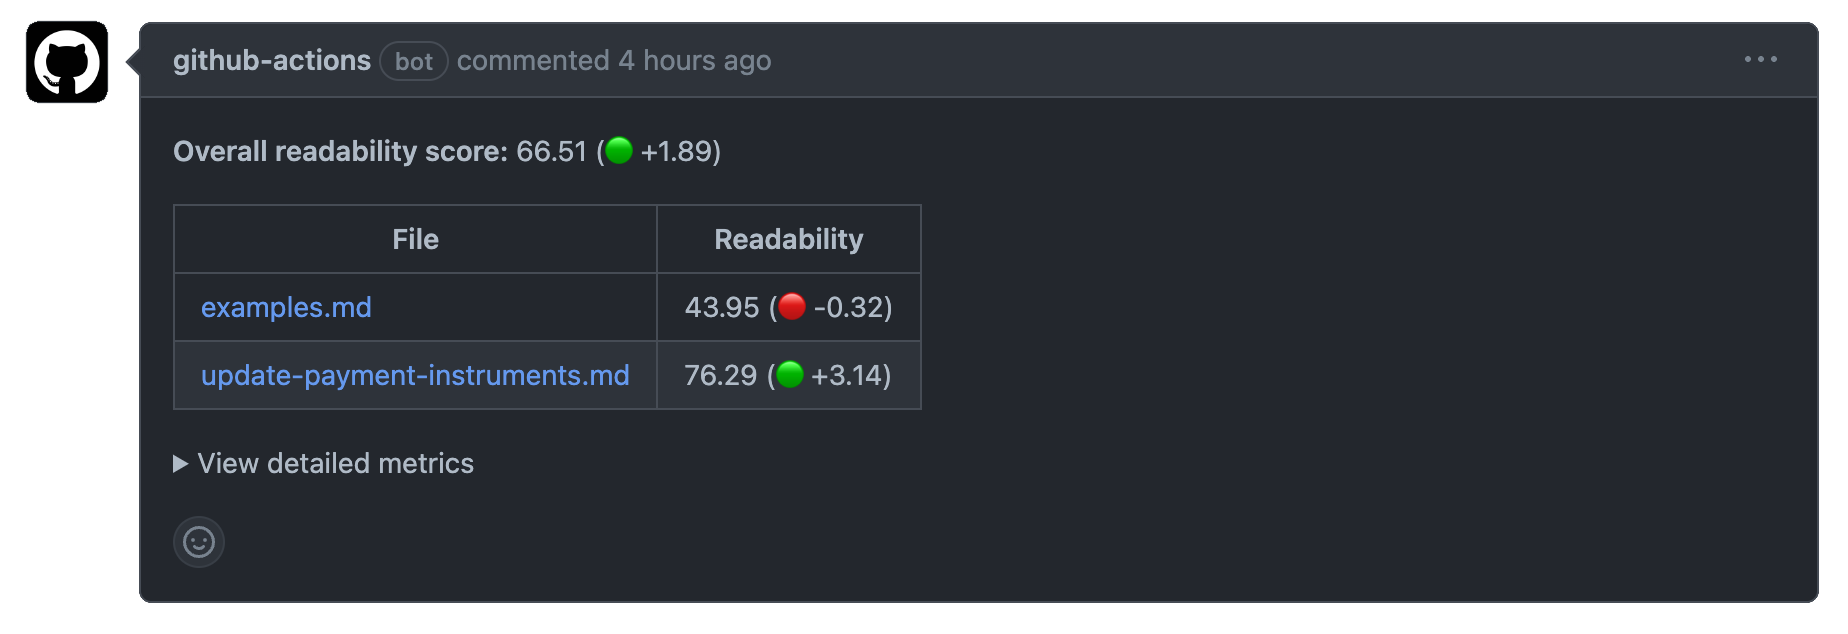 github-actions bot commented 4 hours ago
Overall readability score: 66.51 (🟢 +1.89)
File Readability
examples.md 43.95 (🔴 -0.32)
update-payment-instruments.md 76.29 (🟢 +3.14)
View detailed metrics